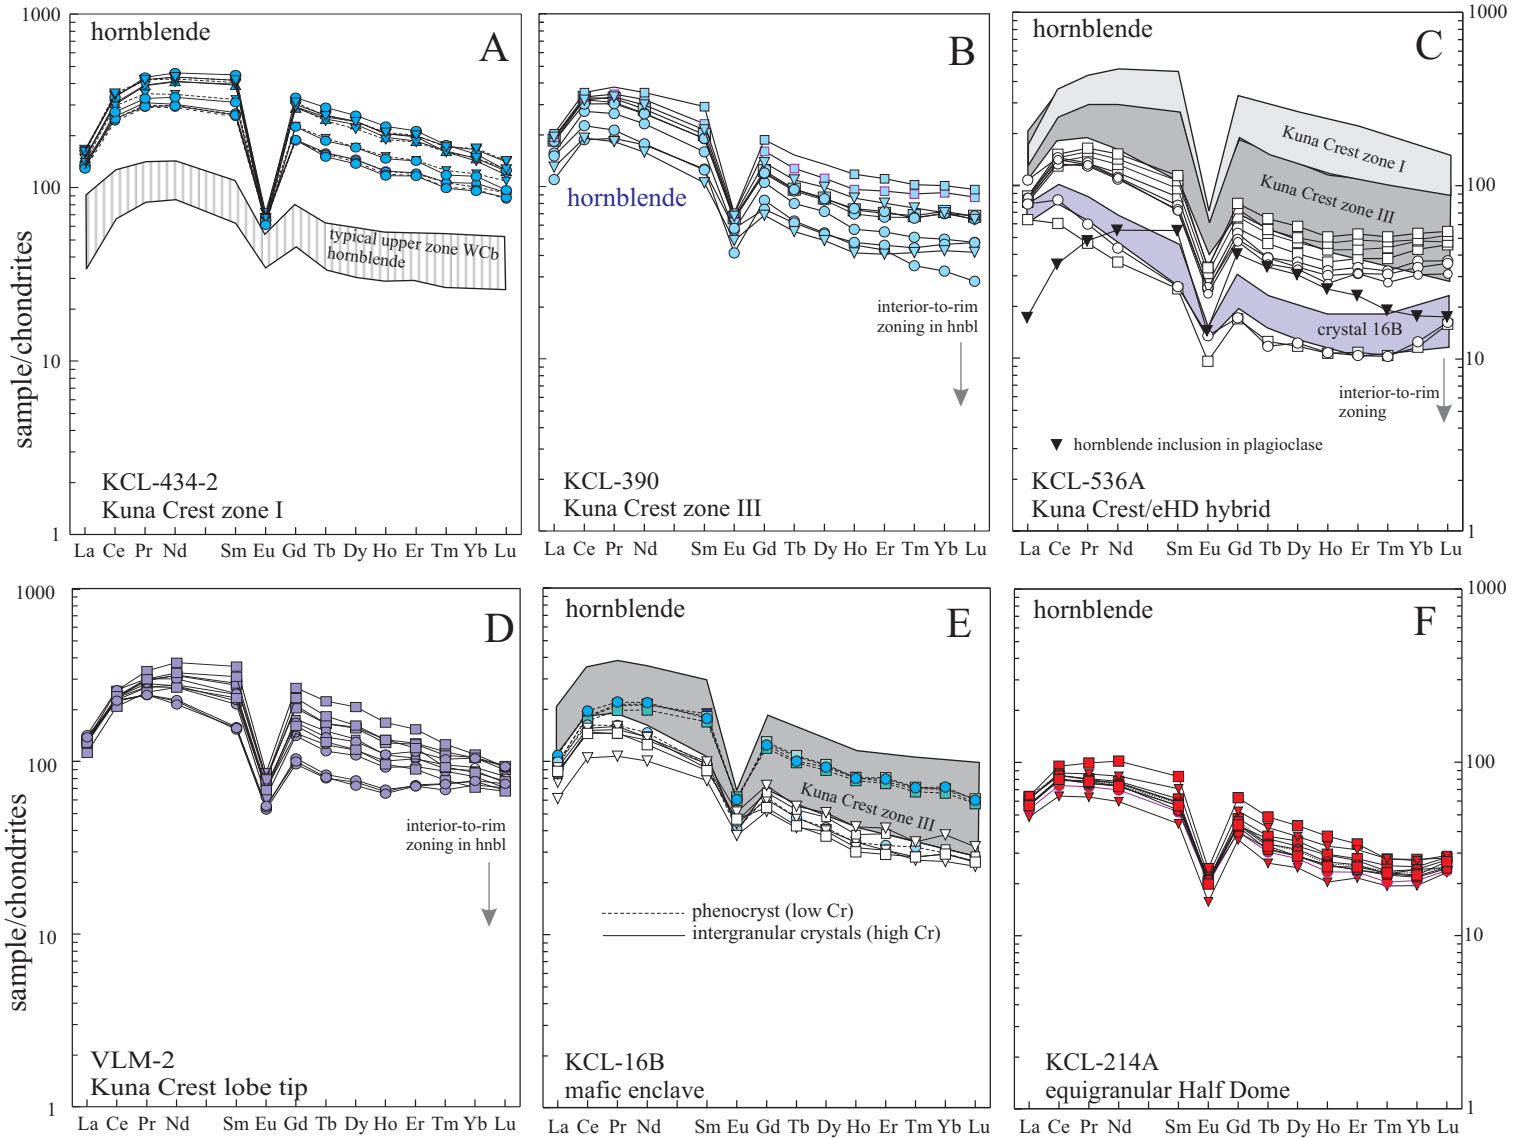 hornblende
A
1000
100
10
1
sample/chondrites
typical upper zone WCb
hornblende
KCL-434-2
Kuna Crest zone I
La Ce Pr Nd Sm Eu Gd Tb Dy Ho Er Tm Yb Lu
B
hornblende
interior-to-rim
zoning in hnbl
KCL-390
Kuna Crest zone III
La Ce Pr Nd Sm Eu Gd Tb Dy Ho Er Tm Yb Lu
hornblende
C
1000
100
10
1
Kuna Crest zone I
Kuna Crest zone III
crystal 16B
interior-to-rim
zoning
hornblende inclusion in plagioclase
KCL-536A
Kuna Crest/eHD hybrid
La Ce Pr Nd Sm Eu Gd Tb Dy Ho Er Tm Yb Lu
D
1000
100
10
1
sample/chondrites
interior-to-rim
zoning in hnbl
VLM-2
Kuna Crest lobe tip
La Ce Pr Nd Sm Eu Gd Tb Dy Ho Er Tm Yb Lu
hornblende
E
Kuna Crest zone III
phenocryst (low Cr)
intergranular crystals (high Cr)
KCL-16B
mafic enclave
La Ce Pr Nd Sm Eu Gd Tb Dy Ho Er Tm Yb Lu
hornblende
F
1000
100
10
1
KCL-214A
equigranular Half Dome
La Ce Pr Nd Sm Eu Gd Tb Dy Ho Er Tm Yb Lu